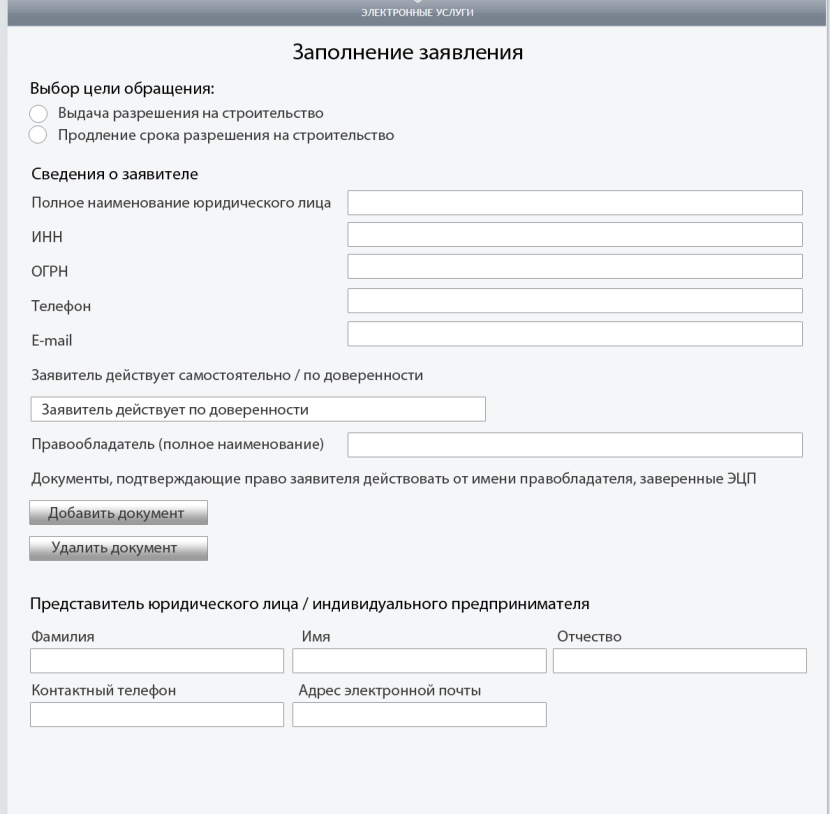 ЭЛЕКТРОННЫЕ УСЛУГИ
Заполнение заявления
Выбор цели обращения:
Выдача разрешения на строительство
Продление срока разрешения на строительство
Сведения о заявителе
Полное наименование юридического лица
ИНН
ОГРН
Телефон
E-mail
Заявитель действует самостоятельно / по доверенности
Заявитель действует по доверенности
Правообладатель (полное наименование)
Документы, подтверждающие право заявителя действовать от имени правобладателя, заверенные ЭЦП
Добавить документ
Удалить документ
Представитель юридического лица / индивидуального предпринимателя
Фамилия Имя Отчество
Контактный телефон Адрес электронной почты